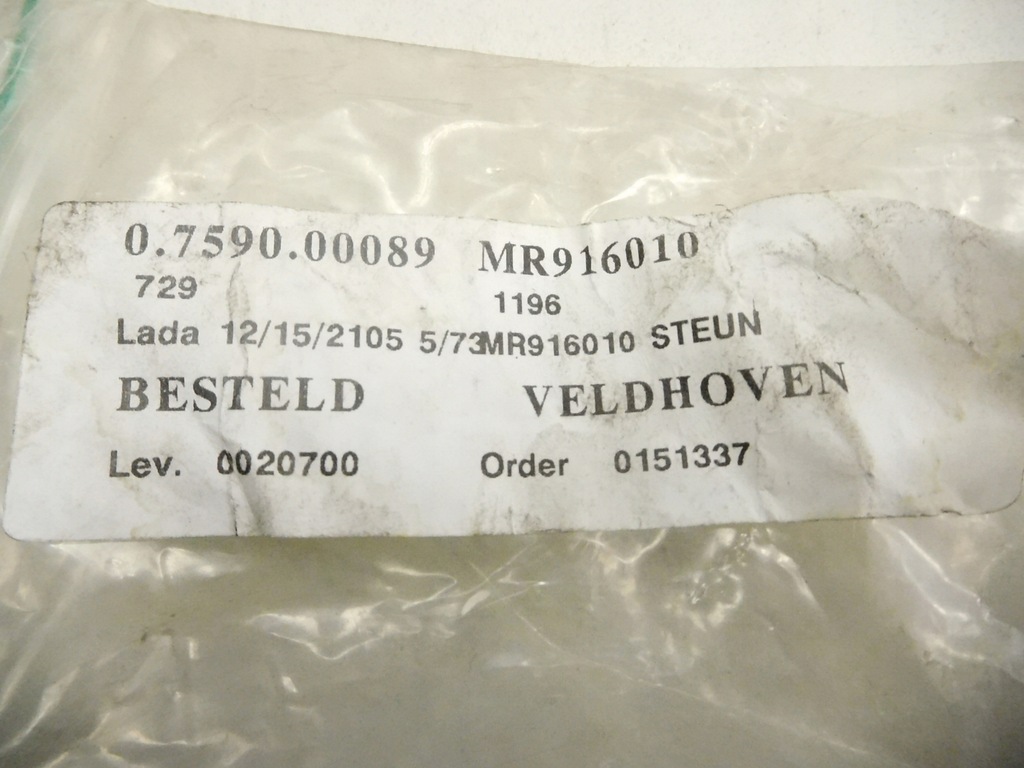 0.7590.00089 MR916010
729 1196
Lada 12/15/2105 5/73MR916010 STEUN
BESTELD VELDHOVEN
Lev. 0020700 Order 0151337